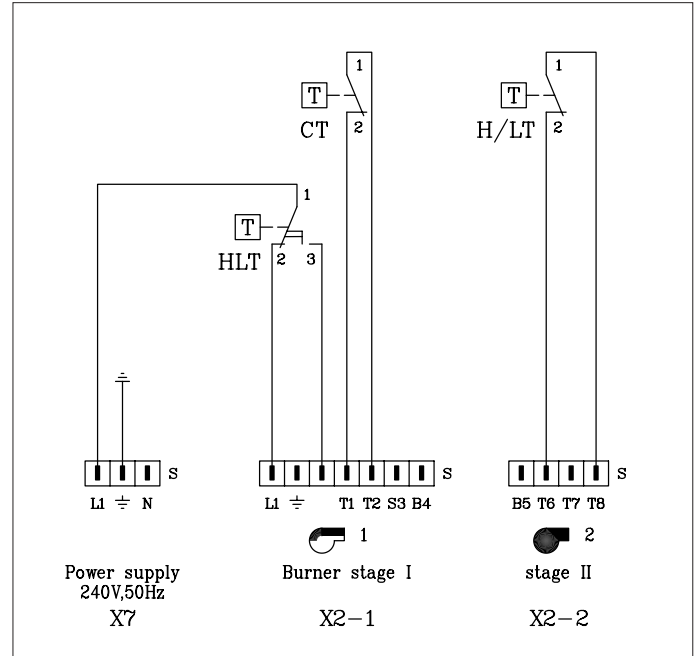 1 1
T T
CT 2 H/LT 2
1
T
HLT 2 3
S S S
L1 N L1 T1 T2 S3 B4 B5 T6 T7 T8
1 2
Power supply Burner stage I stage II
240V,50Hz
X7 X2-1 X2-2